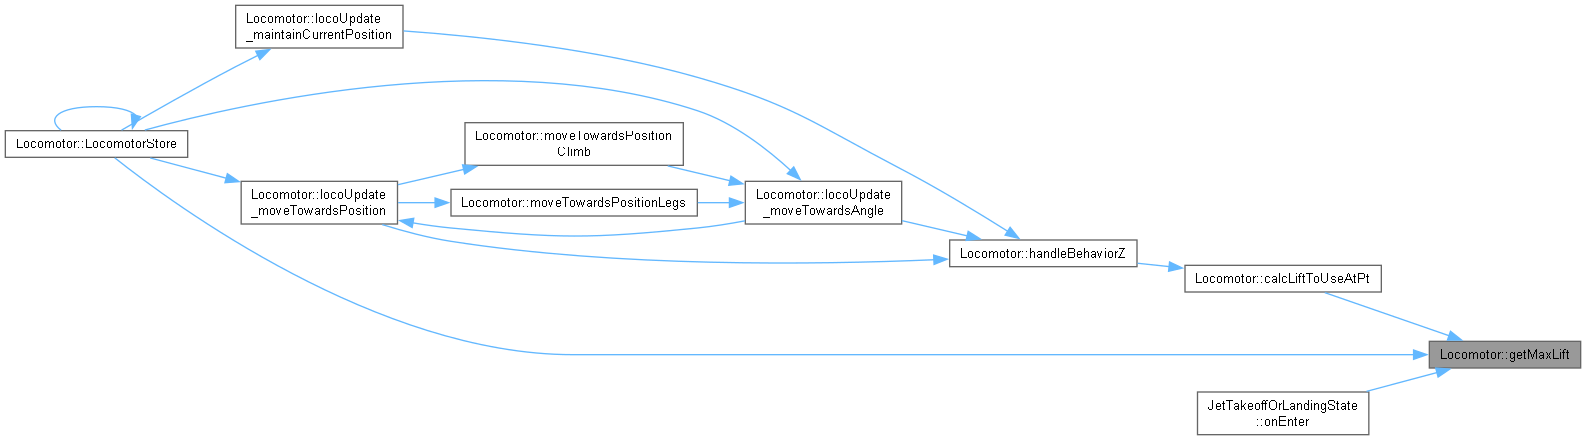 Locomotor::locoUpdate
_maintainCurrentPosition
Locomotor::LocomotorStore
Locomotor::moveTowardsPosition
Climb
Locomotor::locoUpdate
_moveTowardsPosition
Locomotor::moveTowardsPositionLegs
Locomotor::locoUpdate
_moveTowardsAngle
Locomotor::handleBehaviorZ
Locomotor::calcLiftToUseAtPt
Locomotor::getMaxLift
JetTakeoffOrLandingState
::onEnter